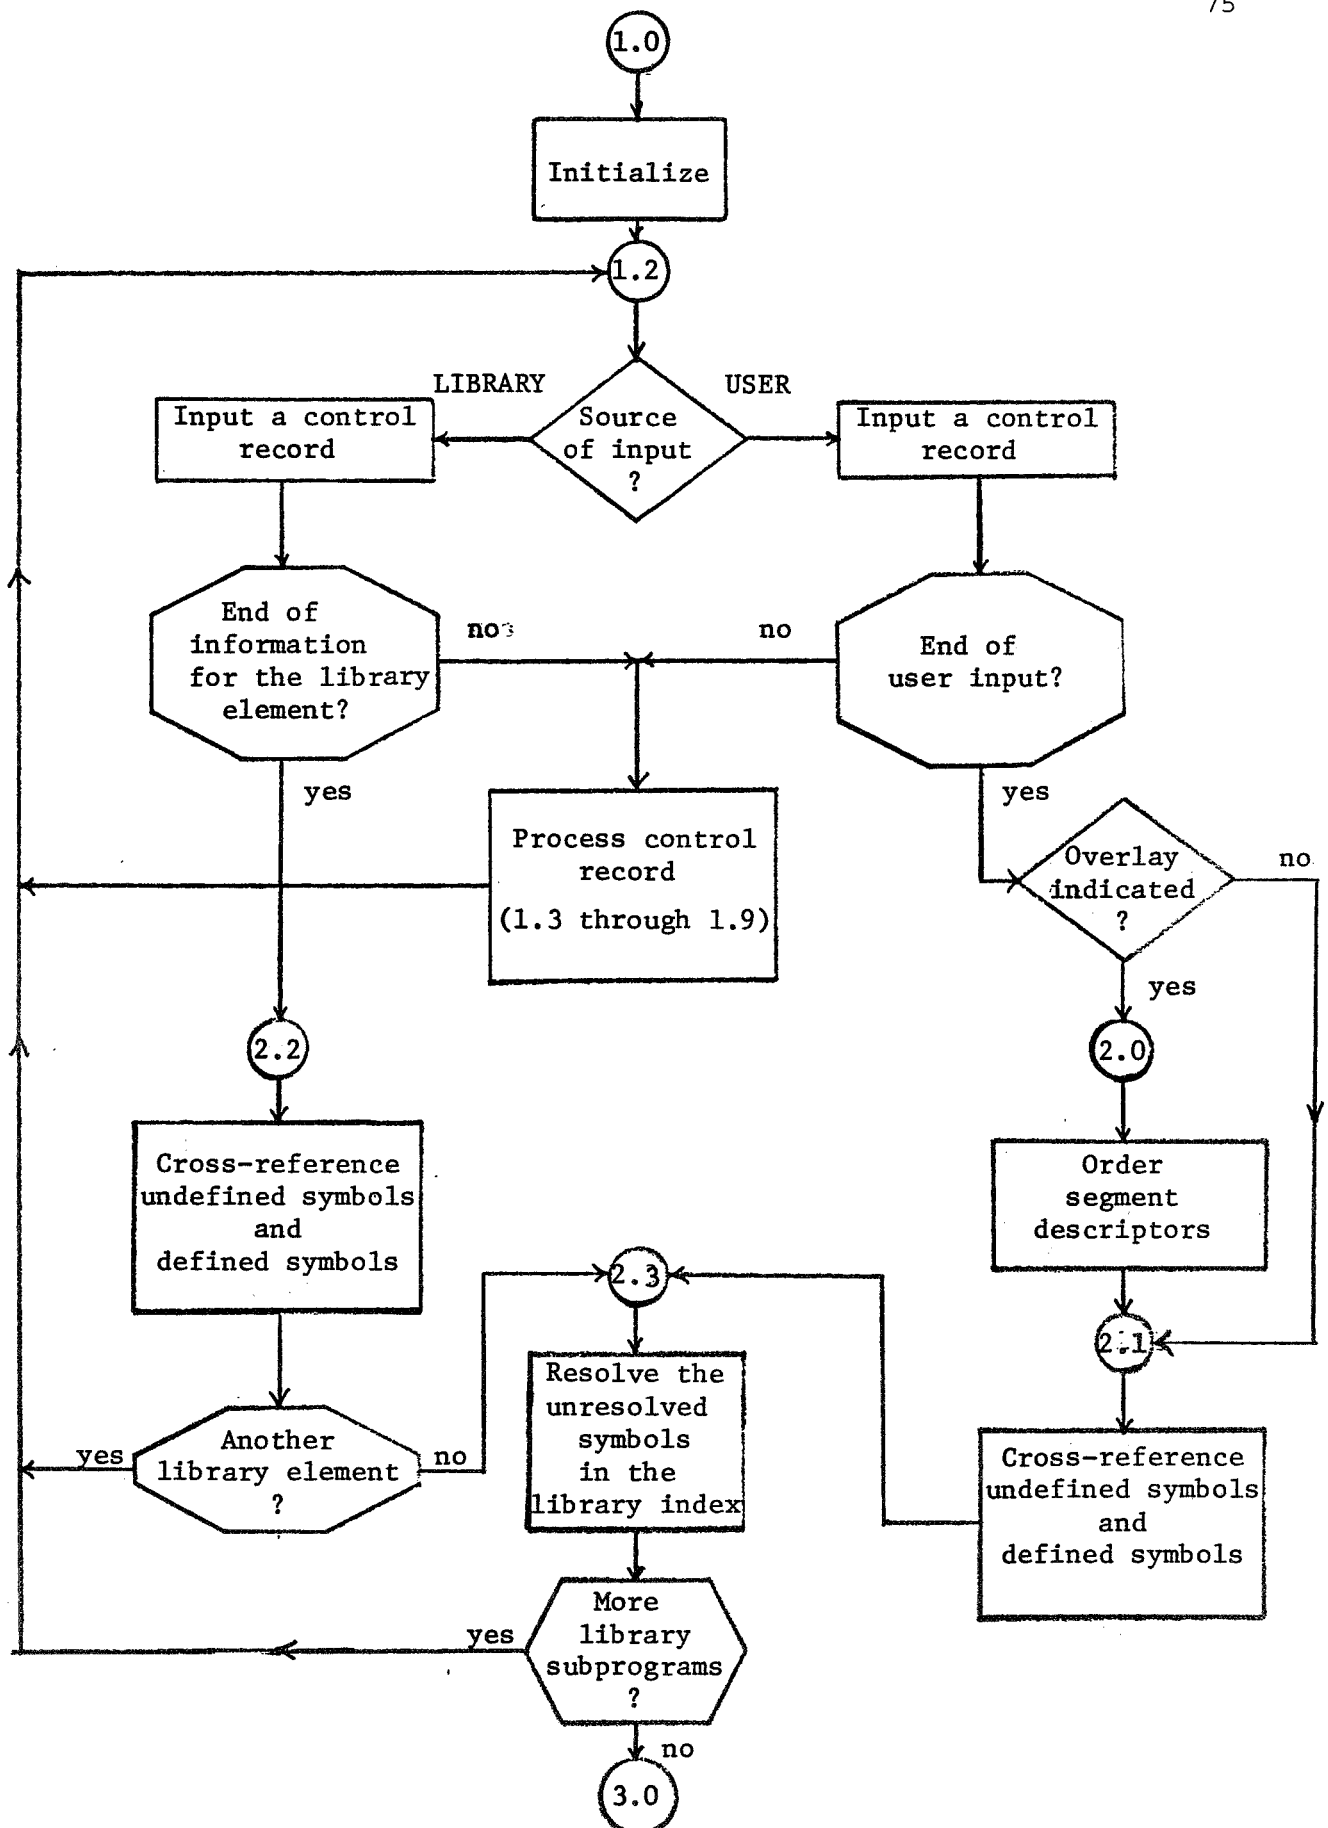 75
1.0
Initialize
1.2
LIBRARY
USER
Source
of input
?
Input a control
record
Input a control
record
End of
information
for the library
element?
no
no
End of
user input?
yes
yes
Process control
record
(1.3 through 1.9)
Overlay
indicated
?
no
yes
2.2
2.0
Cross-reference
undefined symbols
and
defined symbols
Order
segment
descriptors
2.3
2.1
Resolve the
unresolved
symbols
in the
library index
Another
library element
?
yes
no
Cross-reference
undefined symbols
and
defined symbols
More
library
subprograms
?
yes
no
3.0